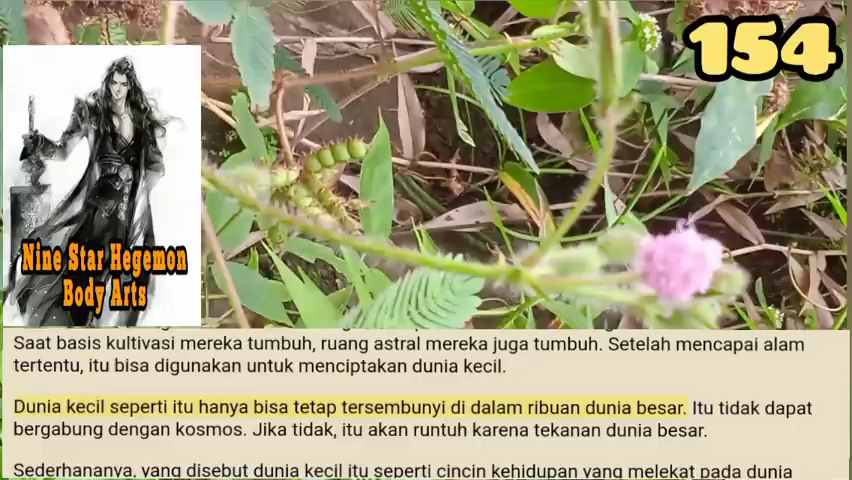 154
Nine Star Hegemon
Body Arts
Saat basis kultivasi mereka tumbuh, ruang astral mereka juga tumbuh. Setelah mencapai alam
tertentu, itu bisa digunakan untuk menciptakan dunia kecil.
Dunia kecil seperti itu hanya bisa tetap tersembunyi di dalam ribuan dunia besar. Itu tidak dapat
bergabung dengan kosmos. Jika tidak, itu akan runtuh karena tekanan dunia besar.
Sederhananya, yang disebut dunia kecil itu seperti cincin kehidupan yang melekat pada dunia